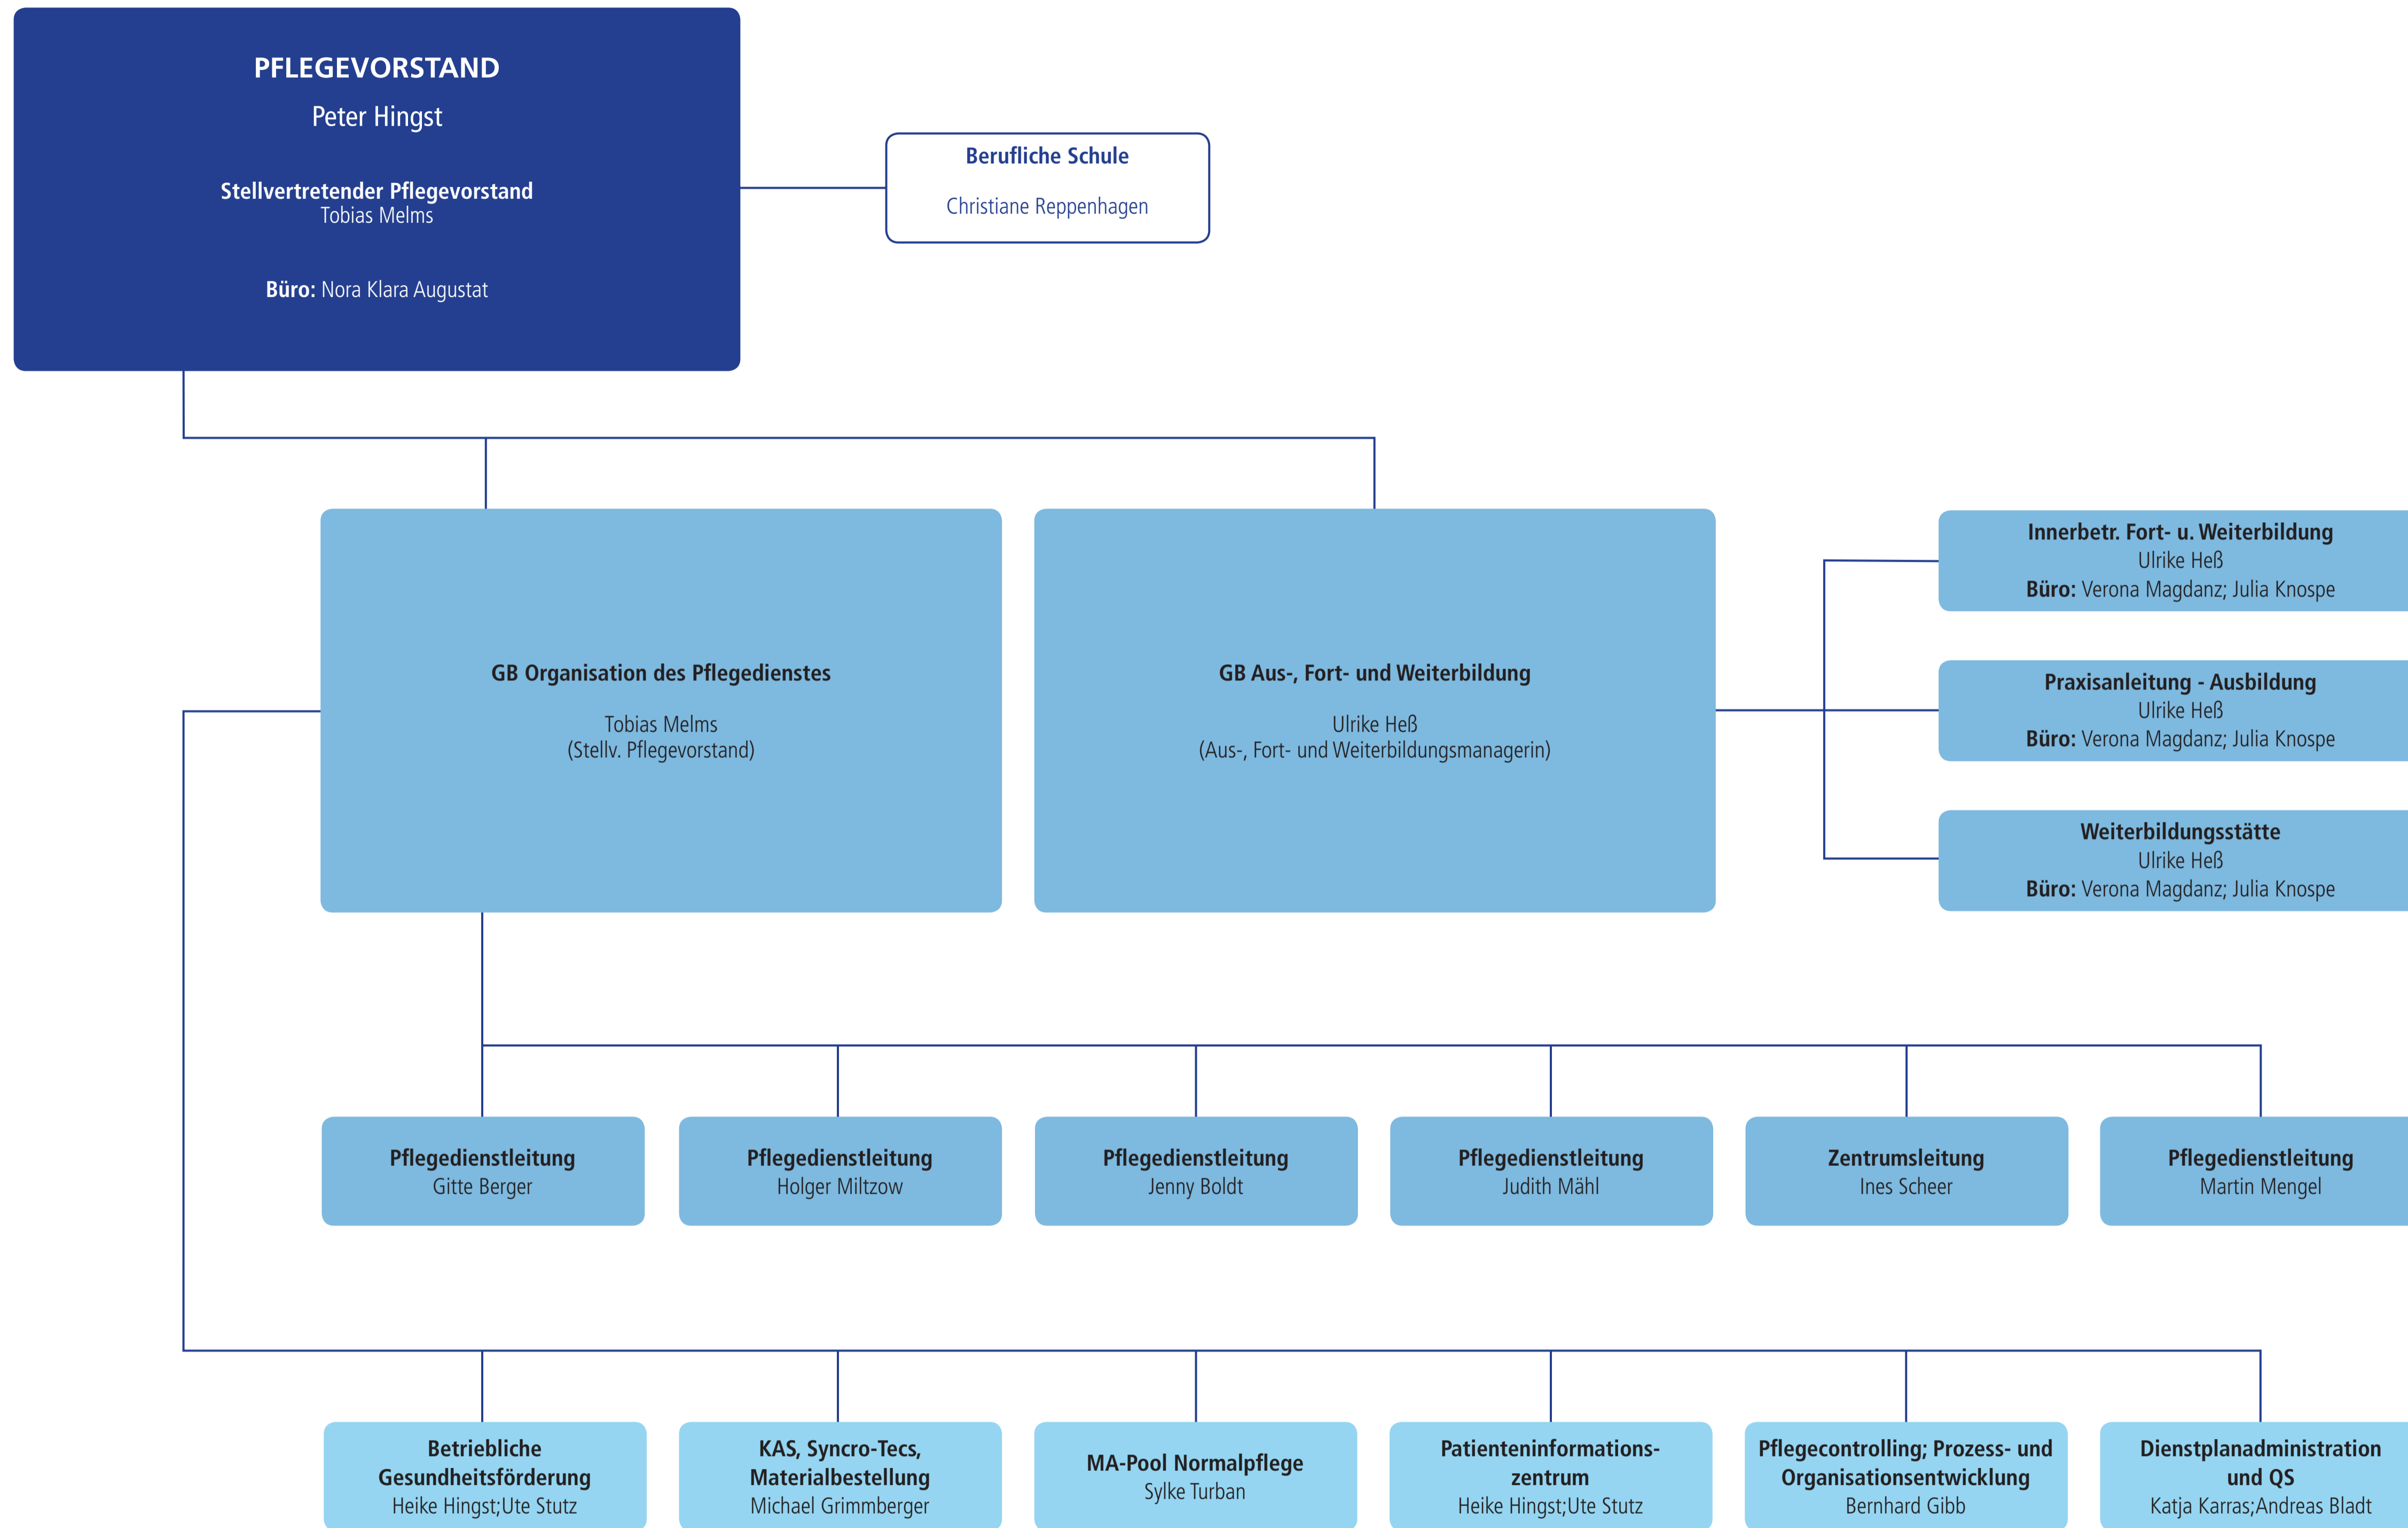 PFLEGEVORSTAND
Peter Hingst
Stellvertretender Pflegevorstand
Tobias Melms
Büro: Nora Klara Augustat
Berufliche Schule
Christiane Reppenhagen
GB Organisation des Pflegedienstes
Tobias Melms
(Stellv. Pflegevorstand)
GB Aus-, Fort- und Weiterbildung
Ulrike Heß
(Aus-, Fort- und Weiterbildungsmanagerin)
Innerbetr. Fort- u. Weiterbildung
Ulrike Heß
Büro: Verona Magdanz; Julia Knospe
Praxisanleitung - Ausbildung
Ulrike Heß
Büro: Verona Magdanz; Julia Knospe
Weiterbildungsstätte
Ulrike Heß
Büro: Verona Magdanz; Julia Knospe
Pflegedienstleitung
Gitte Berger
Pflegedienstleitung
Holger Miltzow
Pflegedienstleitung
Jenny Boldt
Pflegedienstleitung
Judith Mähl
Zentrumsleitung
Ines Scheer
Pflegedienstleitung
Martin Mengel
Betriebliche
Gesundheitsförderung
Heike Hingst;Ute Stutz
KAS, Syncro-Tecs,
Materialbestellung
Michael Grimmberger
MA-Pool Normalpflege
Sylke Turban
Patienteninformations-
zentrum
Heike Hingst;Ute Stutz
Pflegecontrolling; Prozess- und
Organisationsentwicklung
Bernhard Gibb
Dienstplanadministration
und QS
Katja Karras;Andreas Bladt